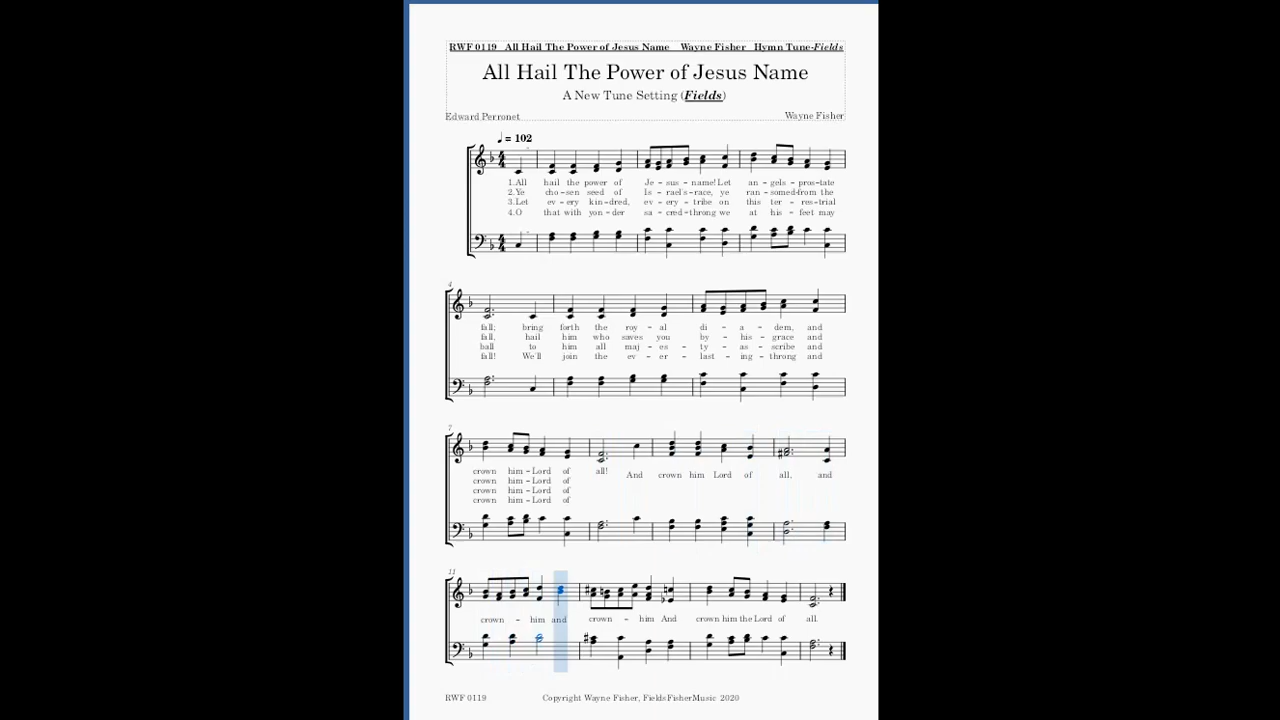 RWF 0119 All Hail The Power of Jesus Name Wayne Fisher Hymn Tune-Fields
All Hail The Power of Jesus Name
A New Tune Setting (Fields)
Edward Perronet Wayne Fisher
♩ = 102
1.All hail the power of Je - sus - name! Let an - gels - pros - tate
2.Ye cho - sen seed of Is - rael's - race, ye ran - somed - from the
3.Let ev - ery kin - dred, ev - ery - tribe on this ter - res - trial
4.O that with yon - der sa - cred - throng we at his - feet may
4
fall; bring forth the roy - al di - a - dem, and
fall, hail him who saves you by - his - grace and
ball to him all maj - es - ty - as - scribe and
fall! We'll join the ev - er - last - ing - throng and
7
crown him - Lord of all! And crown him Lord of all, and
crown him - Lord of
crown him - Lord of
crown him - Lord of
11
crown - him and crown - him And crown him the Lord of all.
RWF 0119 Copyright Wayne Fisher, FieldsFisherMusic 2020